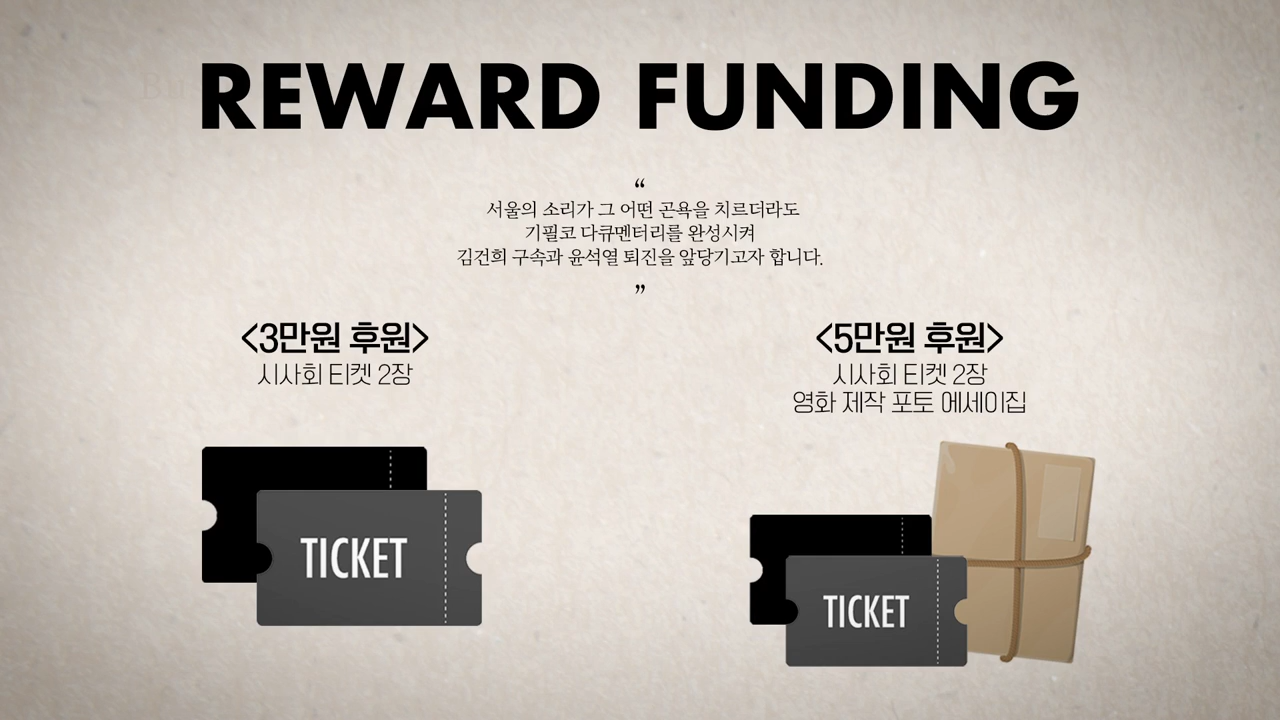 REWARD FUNDING
“
서울의 소리가 그 어떤 곤욕을 치르더라도
기필코 다큐멘터리를 완성시켜
김건희 구속과 윤석열 퇴진을 앞당기고자 합니다.
”
<3만원 후원>
시사회 티켓 2장
<5만원 후원>
시사회 티켓 2장
영화 제작 포토 에세이집
TICKET
TICKET